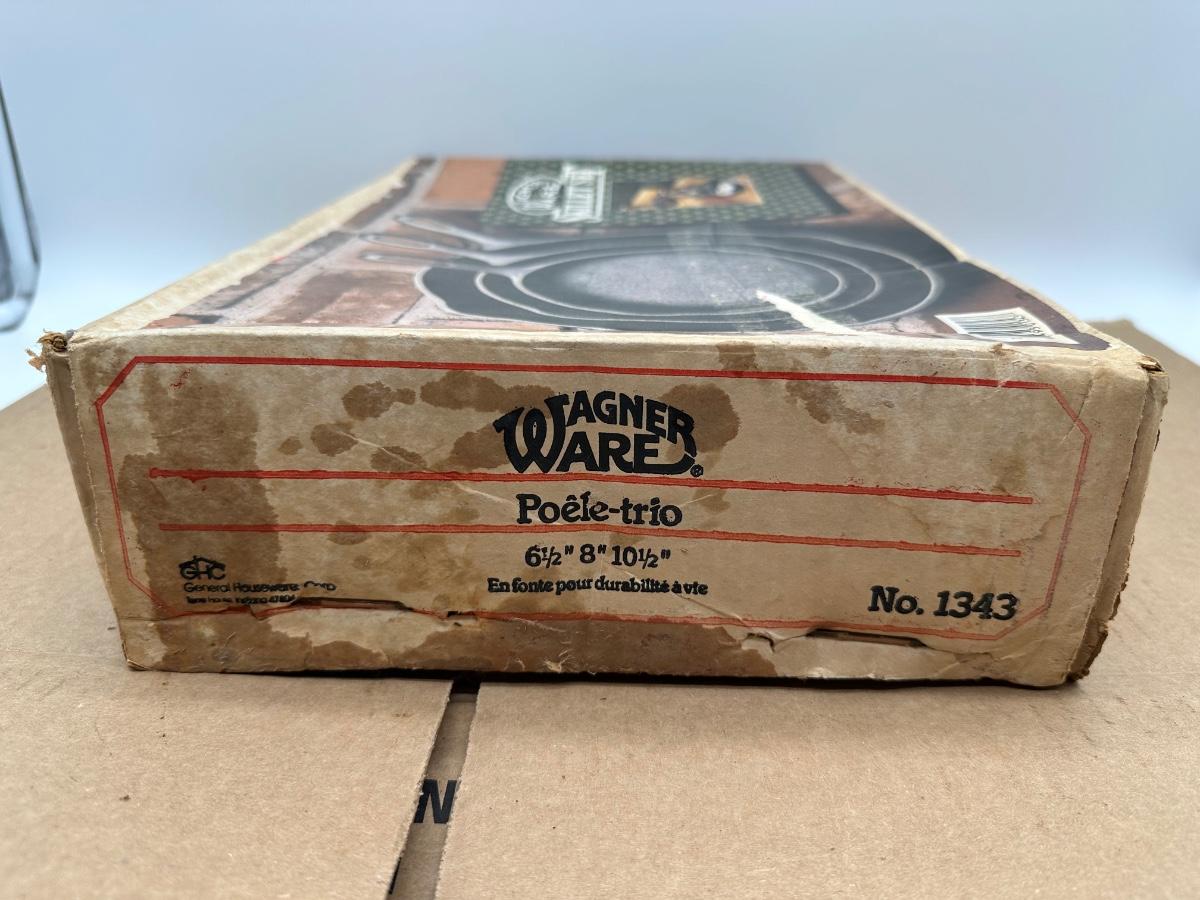 WAGNER
WARE®
Poêle-trio
6½" 8" 10½"
En fonte pour durabilité à vie
GHC
General Housewares Corp
No. 1343
N